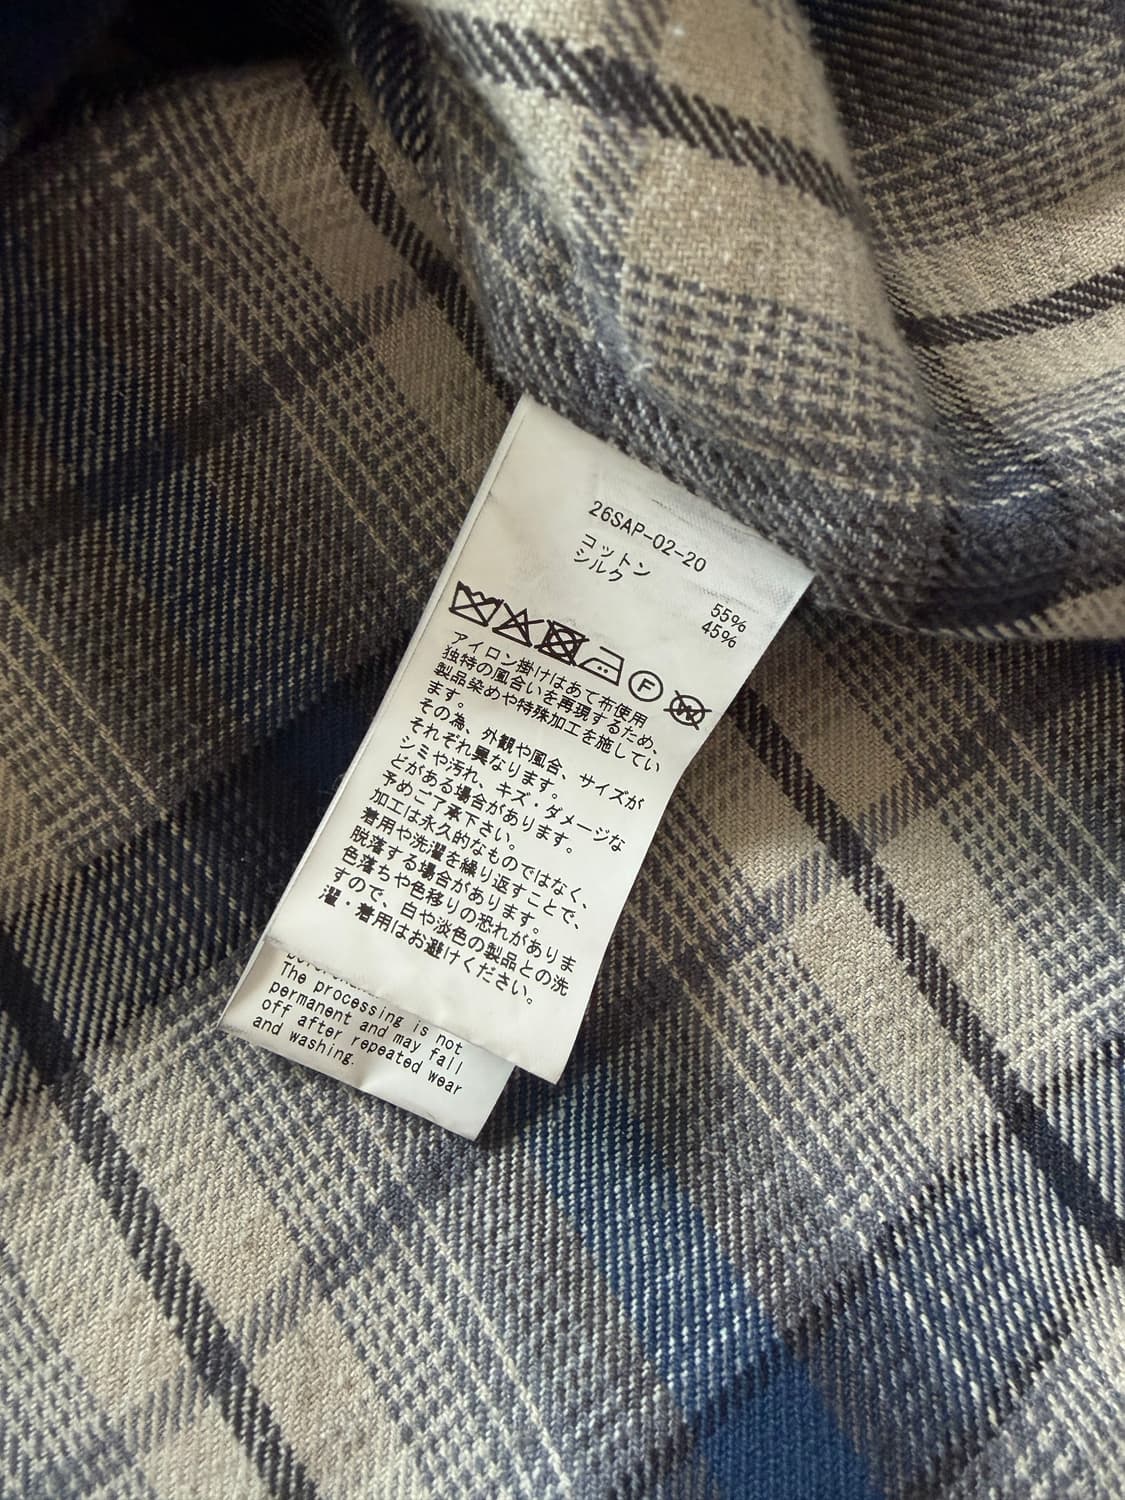 26SAP-02-20
コットン 55%
シルク 45%
F
W
アイロン掛けはあて布使用
独特の風合いを再現するため、
製品染めや特殊加工を施してい
ます。
その為、外観や風合、サイズが
それぞれ異なります。
シミや汚れ、キズ・ダメージな
どがある場合があります。
予めご了承下さい。
加工は永久的なものではなく、
着用や洗濯を繰り返すことで、
脱落する場合があります。
色落ちや色移りの恐れがありま
すので、白や淡色の製品との洗
濯・着用はお避けください。
The processing is not
permanent and may fall
off after repeated wear
and washing.